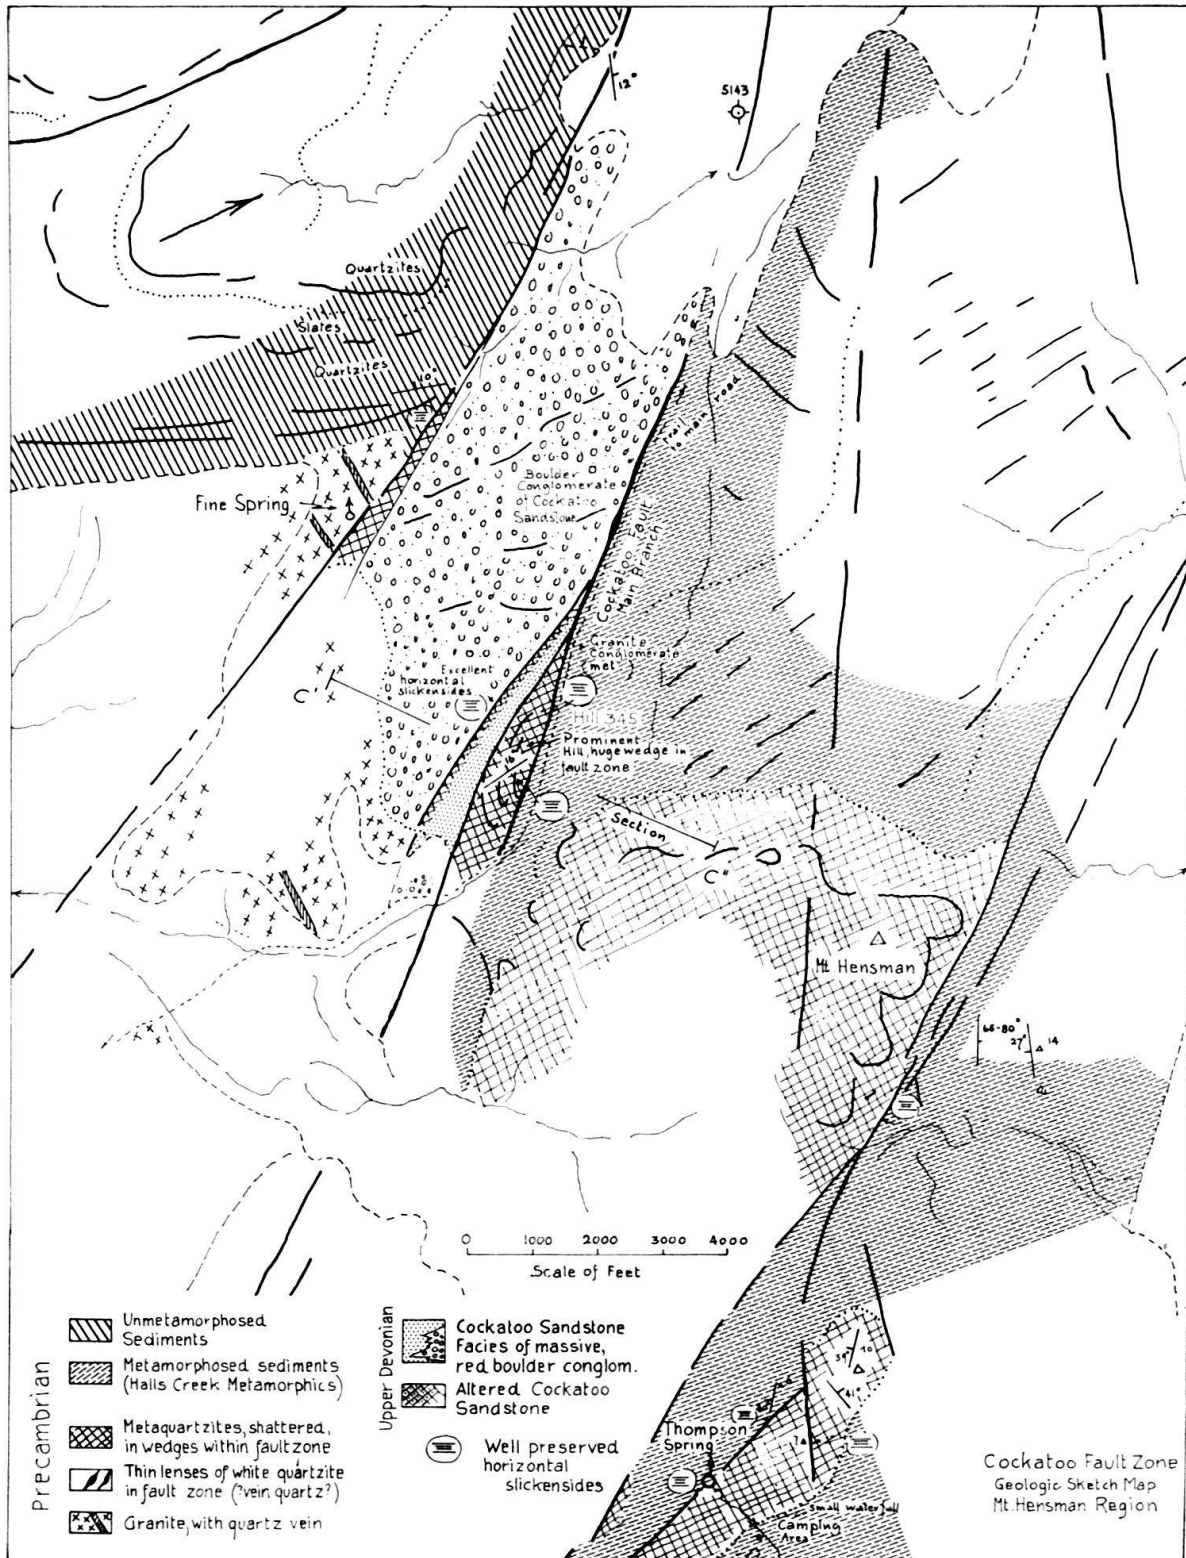 12°
5143
Quartzites
Slates
Quartzites
40°
Trail
to main road
Fine Spring
Boulder
Conglomerate
of Cockatoo
Sandstone
Cockatoo Fault
Main Branch
Granite
Conglomerate
(met )
Excellent
horizontal
slickensides
C'
Hill 345
Prominent
Hill, huge wedge in
fault zone
Section
C"
Mt. Hensman
65-80°
27°
14
0 1000 2000 3000 4000
Scale of Feet
Precambrian
Unmetamorphosed
Sediments
Metamorphosed sediments
(Halls Creek Metamorphics)
Metaquartzites, shattered,
in wedges within fault zone
Thin lenses of white quartzite
in fault zone (?vein quartz?)
Granite, with quartz vein
Upper Devonian
Cockatoo Sandstone
Facies of massive,
red boulder conglom.
Altered Cockatoo
Sandstone
Well preserved
horizontal
slickensides
10
41°
Thompson
Spring
small waterfall
Camping
Area
Cockatoo Fault Zone
Geologic Sketch Map
Mt. Hensman Region